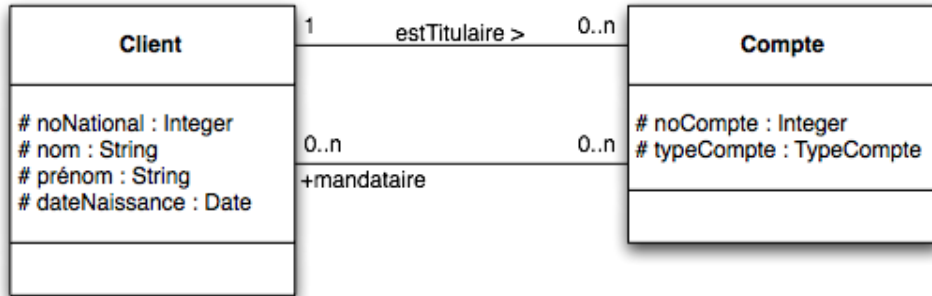 Client
# noNational : Integer
# nom : String
# prénom : String
# dateNaissance : Date
1 estTitulaire > 0..n
0..n 0..n
+mandataire
Compte
# noCompte : Integer
# typeCompte : TypeCompte